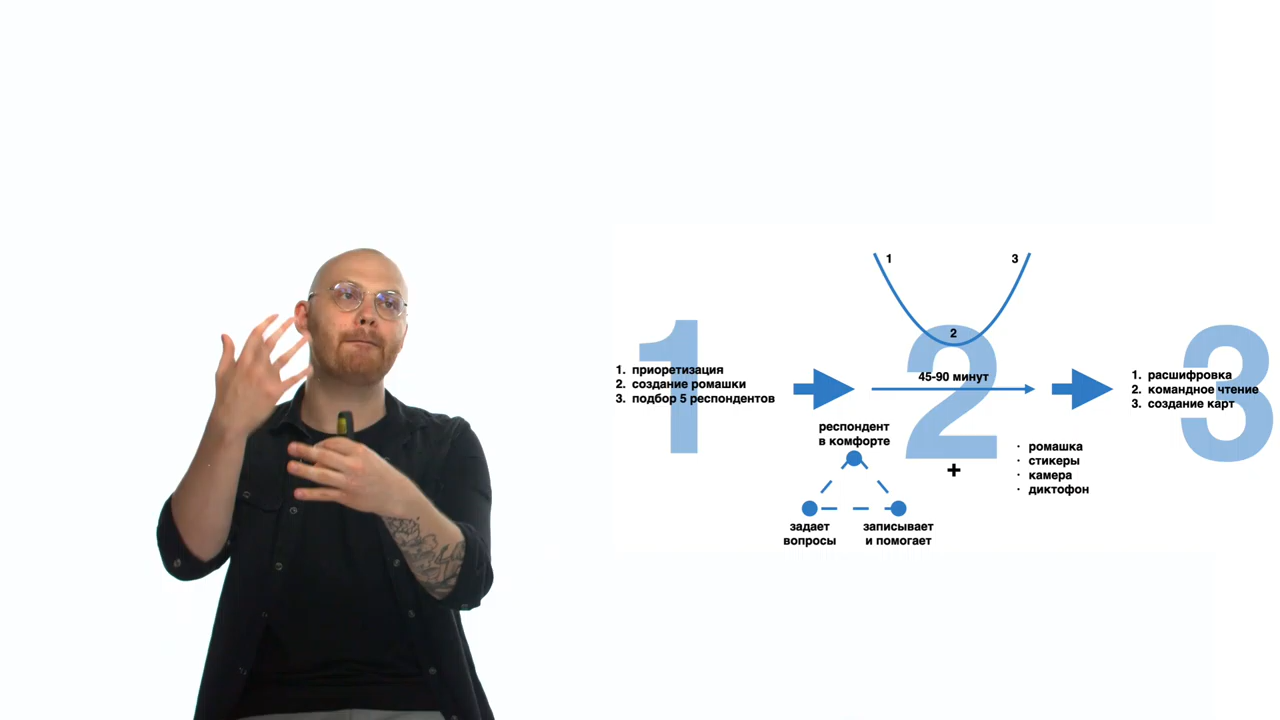 1
1. приоретизация
2. создание ромашки
3. подбор 5 респондентов
1
3
2
2
45-90 минут
респондент
в комфорте
задает
вопросы
записывает
и помогает
+
· ромашка
· стикеры
· камера
· диктофон
3
1. расшифровка
2. командное чтение
3. создание карт